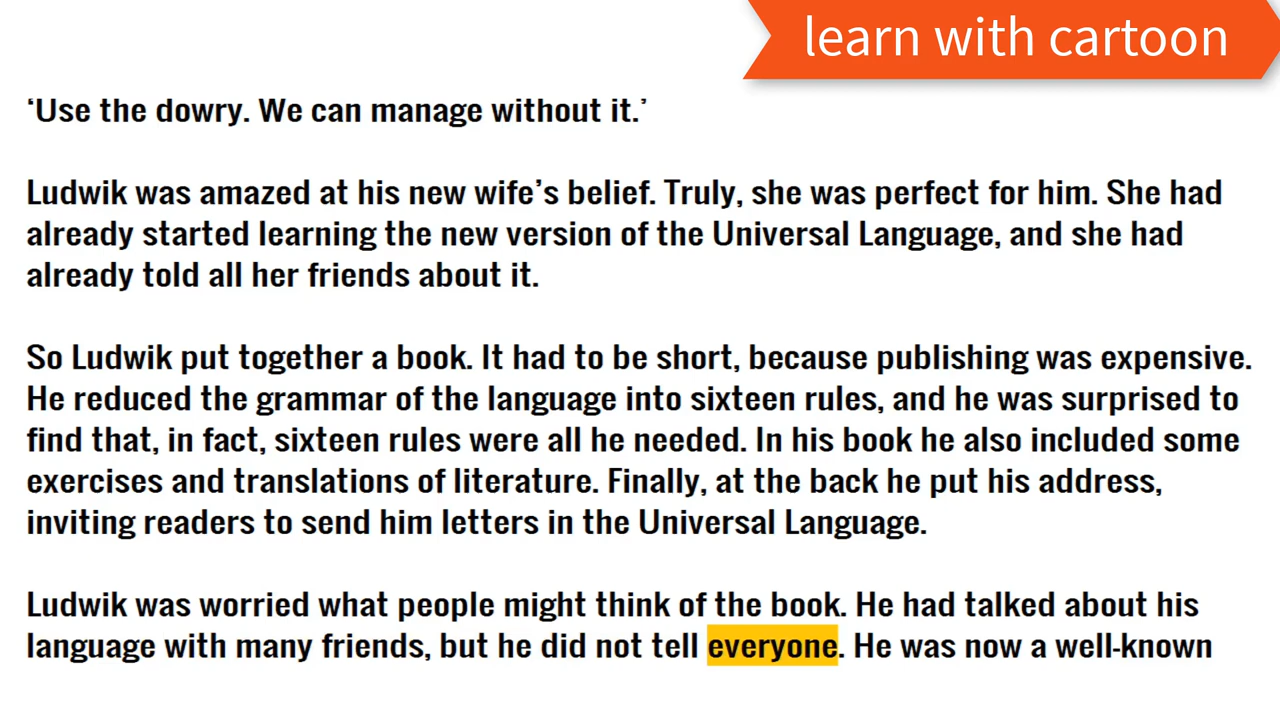 learn with cartoon
‘Use the dowry. We can manage without it.’
Ludwik was amazed at his new wife’s belief. Truly, she was perfect for him. She had
already started learning the new version of the Universal Language, and she had
already told all her friends about it.
So Ludwik put together a book. It had to be short, because publishing was expensive.
He reduced the grammar of the language into sixteen rules, and he was surprised to
find that, in fact, sixteen rules were all he needed. In his book he also included some
exercises and translations of literature. Finally, at the back he put his address,
inviting readers to send him letters in the Universal Language.
Ludwik was worried what people might think of the book. He had talked about his
language with many friends, but he did not tell everyone. He was now a well-known